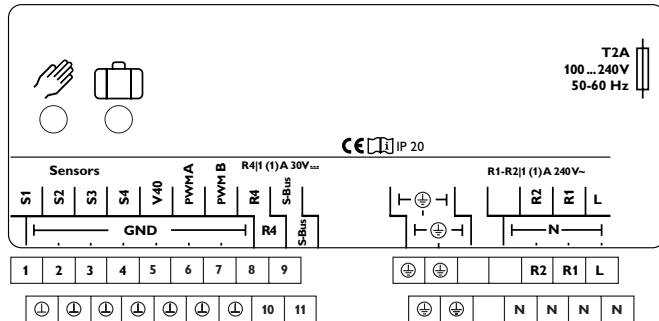 T2A
100 ... 240V
50-60 Hz
CE i IP 20
Sensors R4|1 (1) A 30V⎓ R1-R2|1 (1) A 240V~
S1 S2 S3 S4 V40 PWM A PWM B R4 S-Bus R2 R1 L
GND R4 S-Bus N
1 2 3 4 5 6 7 8 9 R2 R1 L
10 11 N N N N